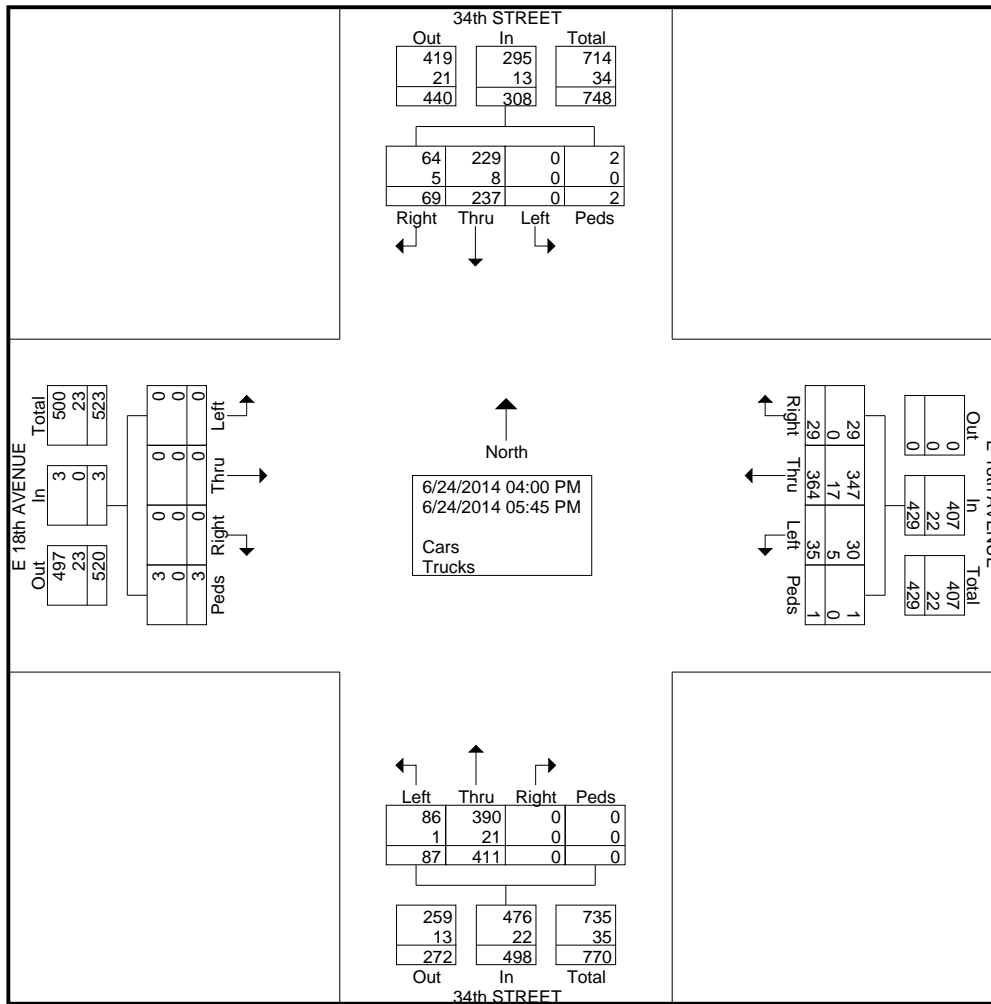 34th STREET
Out In Total
419 295 714
21 13 34
440 308 748
64 229 0 2
5 8 0 0
69 237 0 2
Right Thru Left Peds
E 18th AVENUE
Total In Out
500 3 497
23 0 23
523 3 520
0 0 0 3
0 0 0 0
0 0 0 3
Left Thru Right Peds
North
6/24/2014 04:00 PM
6/24/2014 05:45 PM
Cars
Trucks
Right Thru Left Peds
29 347 30 1
0 17 5 0
29 364 35 1
Out In Total
0 407 407
0 22 22
0 429 429
AVENUE
Left Thru Right Peds
86 390 0 0
1 21 0 0
87 411 0 0
259 476 735
13 22 35
272 498 770
Out In Total
34th STREET